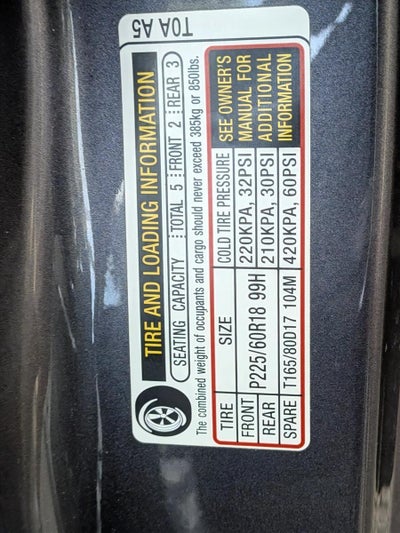 T0A A5
TIRE AND LOADING INFORMATION
SEATING CAPACITY TOTAL 5 FRONT 2 REAR 3
The combined weight of occupants and cargo should never exceed 385kg or 850lbs.
TIRE SIZE COLD TIRE PRESSURE
FRONT P225/60R18 99H 220KPA, 32PSI
REAR 210KPA, 30PSI
SPARE T165/80D17 104M 420KPA, 60PSI
SEE OWNER'S
MANUAL FOR
ADDITIONAL
INFORMATION